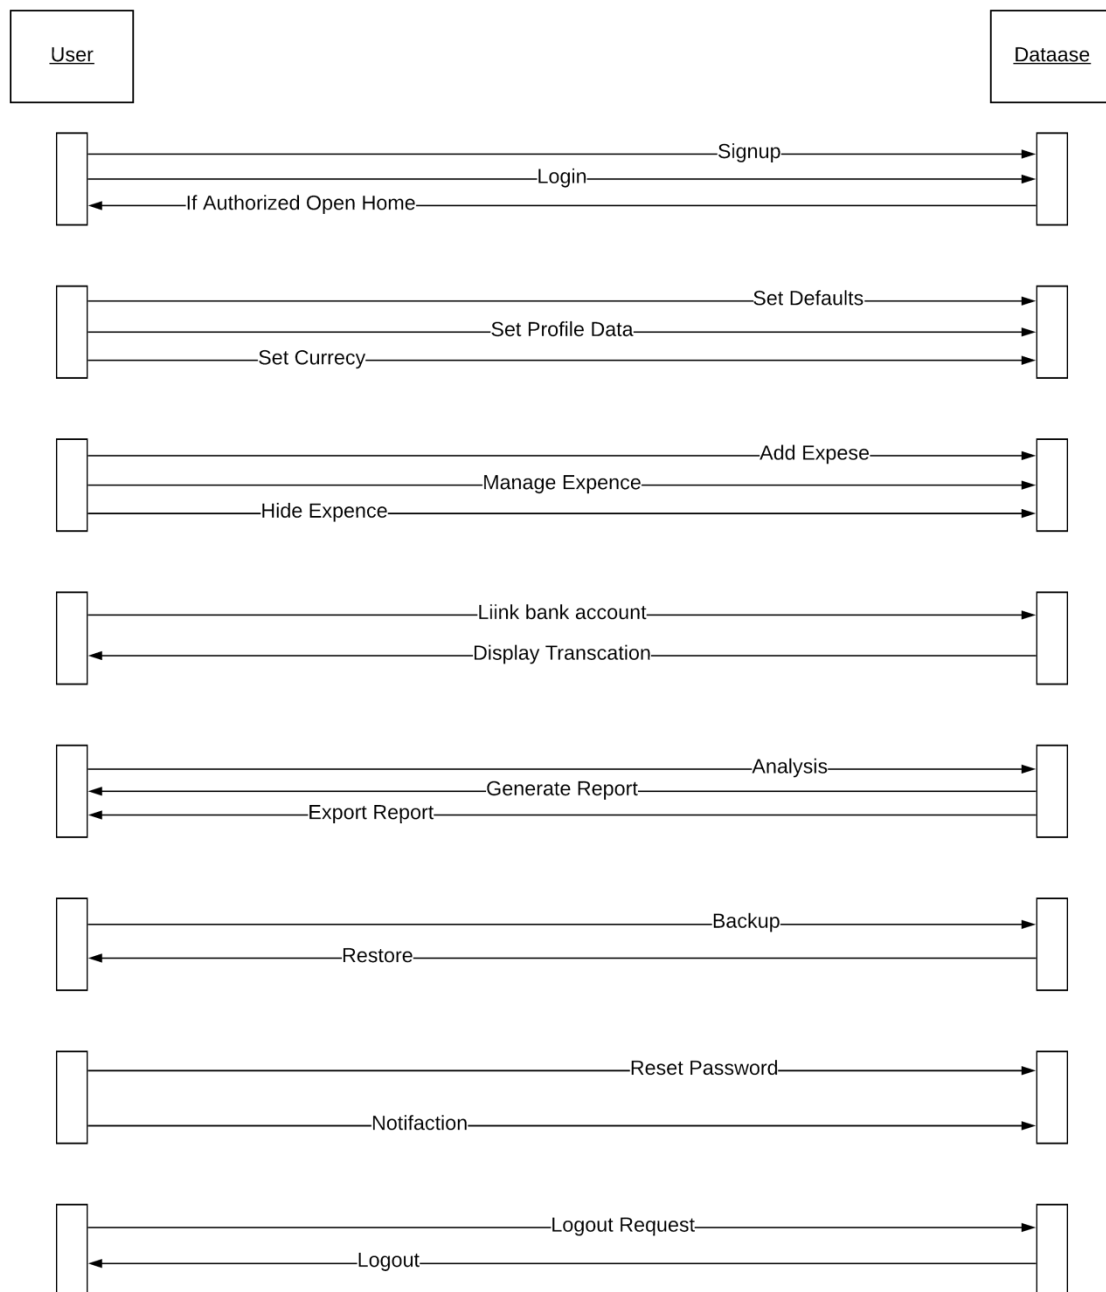 User
Dataase
Signup
Login
If Authorized Open Home
Set Defaults
Set Profile Data
Set Currecy
Add Expese
Manage Expence
Hide Expence
Liink bank account
Display Transcation
Analysis
Generate Report
Export Report
Backup
Restore
Reset Password
Notifaction
Logout Request
Logout